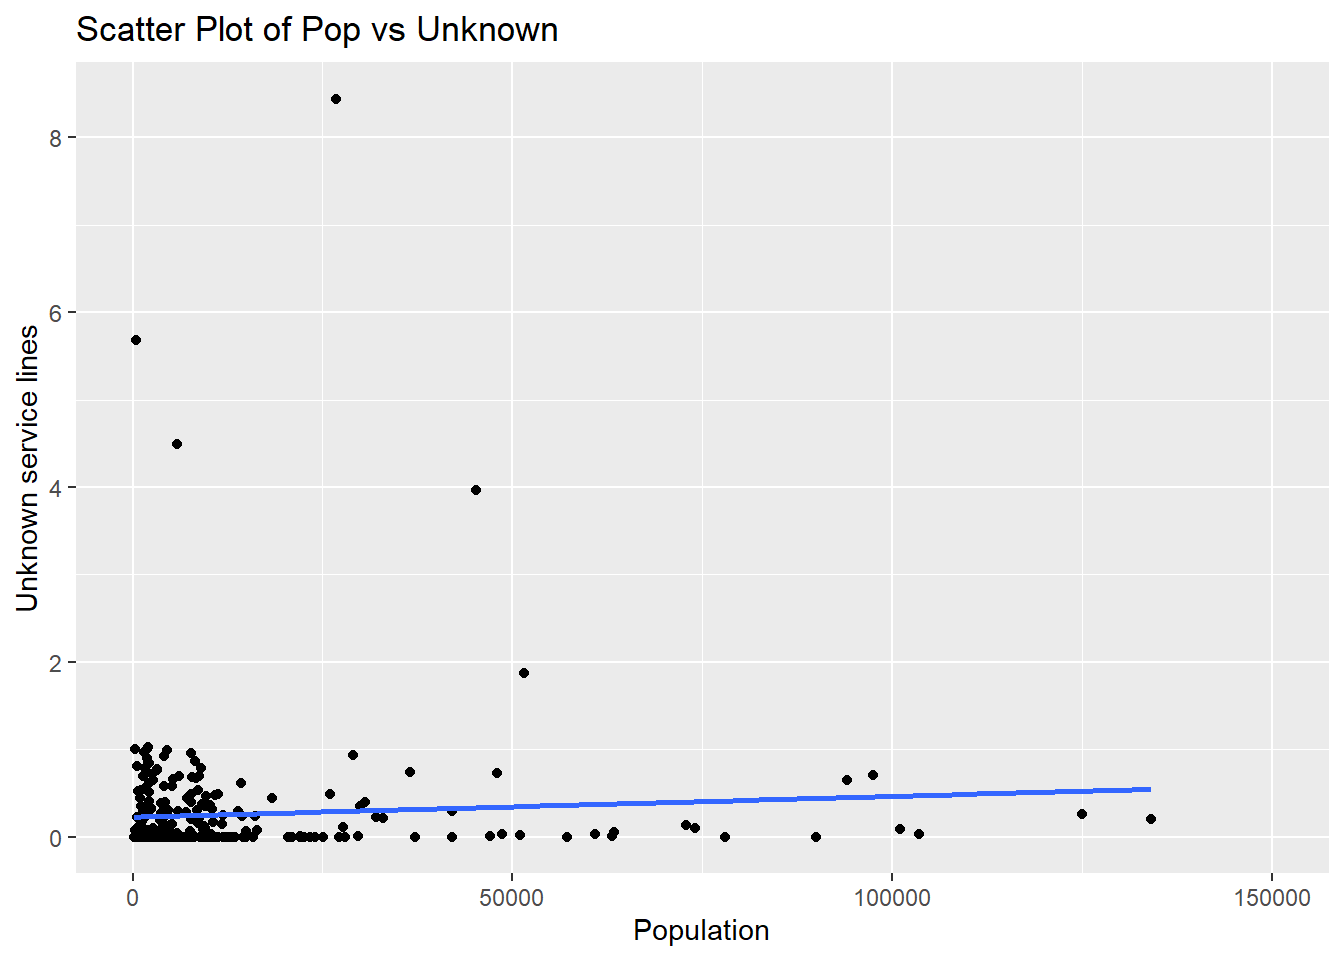 Scatter Plot of Pop vs Unknown
8
6
4
2
0
Unknown service lines
0 50000 100000 150000
Population